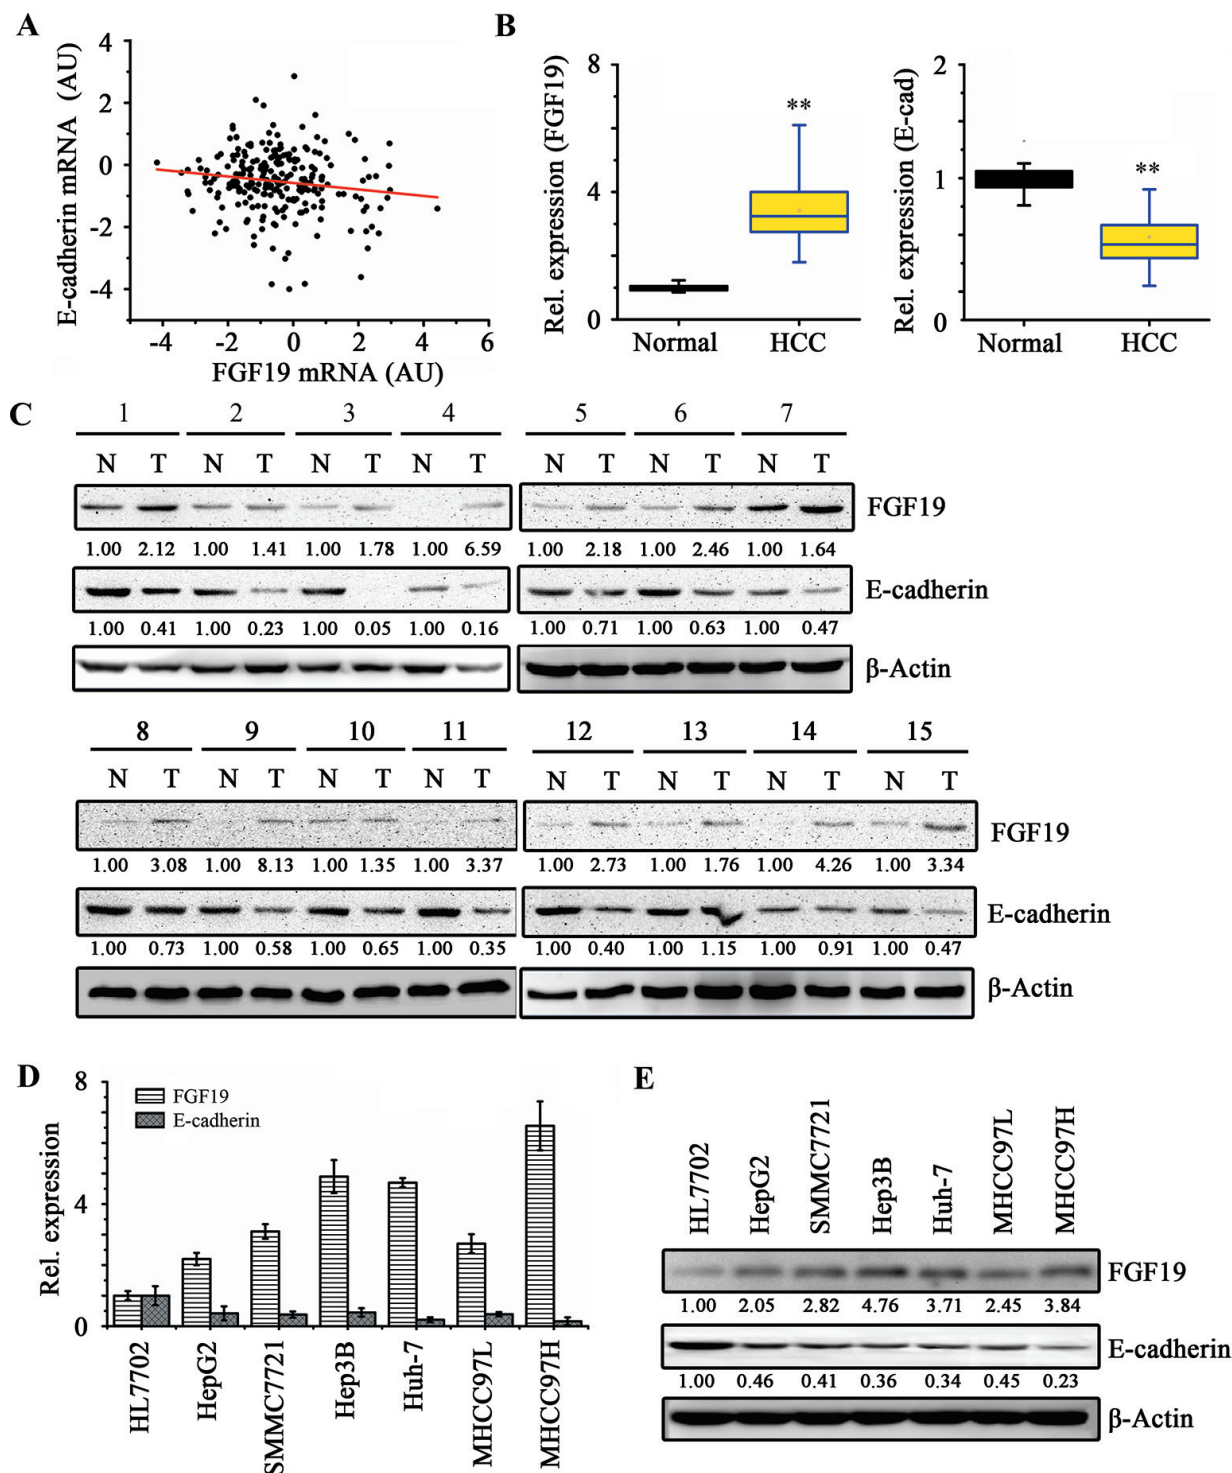 A
E-cadherin mRNA (AU)
4
2
0
-2
-4
-4 -2 0 2 4 6
FGF19 mRNA (AU)
B
Rel. expression (FGF19)
8
4
0
**
Normal HCC
Rel. expression (E-cad)
2
1
0
**
Normal HCC
C
1 2 3 4 5 6 7
N T N T N T N T N T N T N T
FGF19
1.00 2.12 1.00 1.41 1.00 1.78 1.00 6.59 1.00 2.18 1.00 2.46 1.00 1.64
E-cadherin
1.00 0.41 1.00 0.23 1.00 0.05 1.00 0.16 1.00 0.71 1.00 0.63 1.00 0.47
β-Actin
8 9 10 11 12 13 14 15
N T N T N T N T N T N T N T N T
FGF19
1.00 3.08 1.00 8.13 1.00 1.35 1.00 3.37 1.00 2.73 1.00 1.76 1.00 4.26 1.00 3.34
E-cadherin
1.00 0.73 1.00 0.58 1.00 0.65 1.00 0.35 1.00 0.40 1.00 1.15 1.00 0.91 1.00 0.47
β-Actin
D
Rel. expression
8
4
0
FGF19
E-cadherin
HL7702
HepG2
SMMC7721
Hep3B
Huh-7
MHCC97L
MHCC97H
E
HL7702
HepG2
SMMC7721
Hep3B
Huh-7
MHCC97L
MHCC97H
FGF19
1.00 2.05 2.82 4.76 3.71 2.45 3.84
E-cadherin
1.00 0.46 0.41 0.36 0.34 0.45 0.23
β-Actin